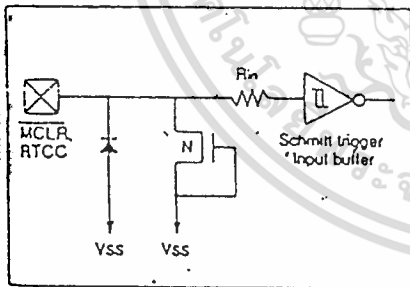 Rin
MCLR,
RTCC
N
Schmitt trigger
Input buffer
VSS
VSS